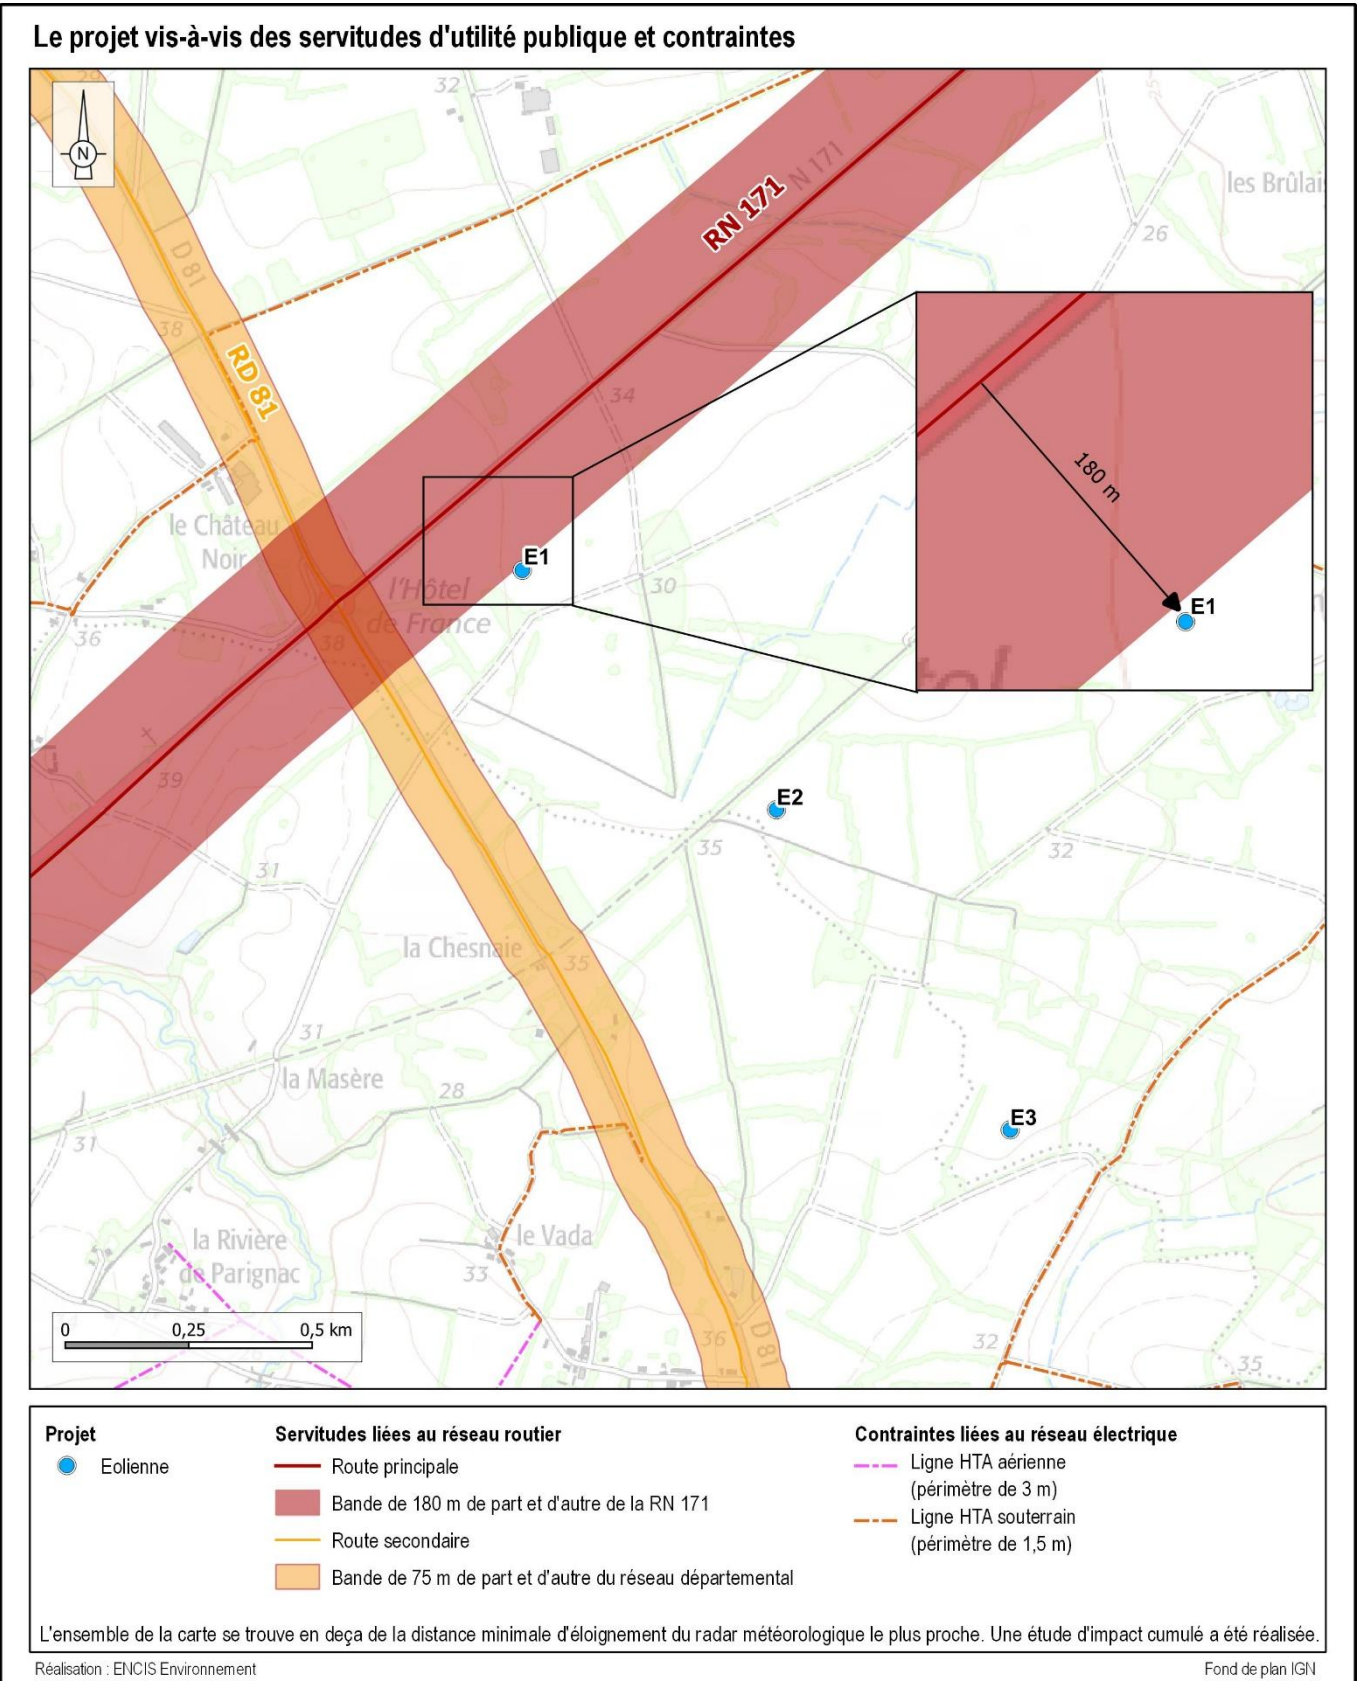 Le projet vis-à-vis des servitudes d'utilité publique et contraintes
29
32
N
N 171
RN 171
les Brûlai
26
D 81
38
RD 81
34
180 m
le Château
Noir
E1
E1
l'Hôtel
de France
30
36
38
tel
39
E2
35
32
31
la Chesnaie
35
31
la Masère
28
E3
31
la Rivière
de Parignac
le Vada
33
0 0,25 0,5 km
36
D 81
32
35
Projet
Eolienne
Servitudes liées au réseau routier
Route principale
Bande de 180 m de part et d'autre de la RN 171
Route secondaire
Bande de 75 m de part et d'autre du réseau départemental
Contraintes liées au réseau électrique
Ligne HTA aérienne
(périmètre de 3 m)
Ligne HTA souterrain
(périmètre de 1,5 m)
L'ensemble de la carte se trouve en deça de la distance minimale d'éloignement du radar météorologique le plus proche. Une étude d'impact cumulé a été réalisée.
Réalisation : ENCIS Environnement
Fond de plan IGN